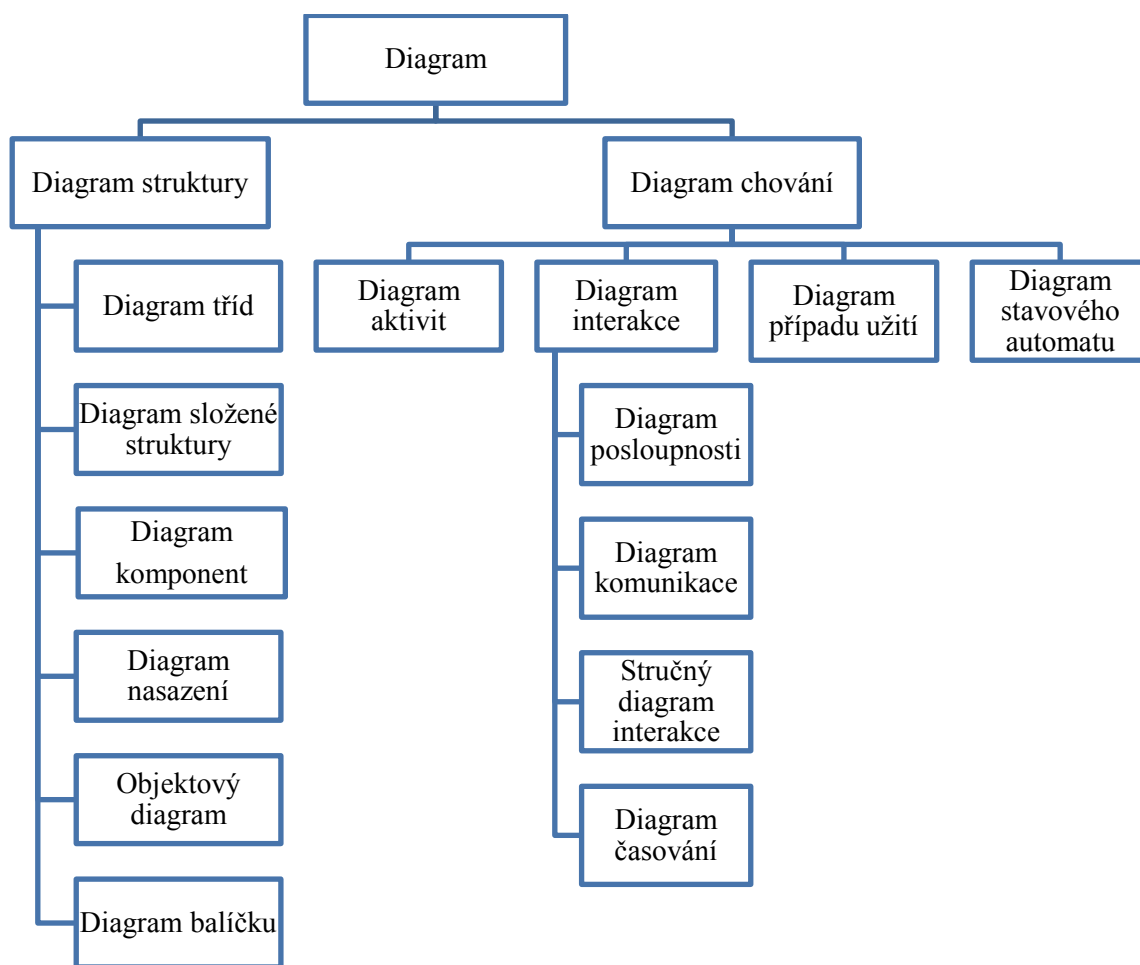 Diagram
Diagram struktury
Diagram chování
Diagram tříd
Diagram složené
struktury
Diagram
komponent
Diagram
nasazení
Objektový
diagram
Diagram balíčku
Diagram
aktivit
Diagram
interakce
Diagram
případu užití
Diagram
stavového
automatu
Diagram
posloupnosti
Diagram
komunikace
Stručný
diagram
interakce
Diagram
časování